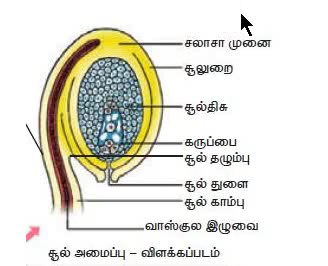 சலாசா முனை
சூலுறை
சூல்திசு
கருப்பை
சூல் தழும்பு
சூல் துளை
சூல் காம்பு
வாஸ்குல இழுவை
சூல் அமைப்பு – விளக்கப்படம்